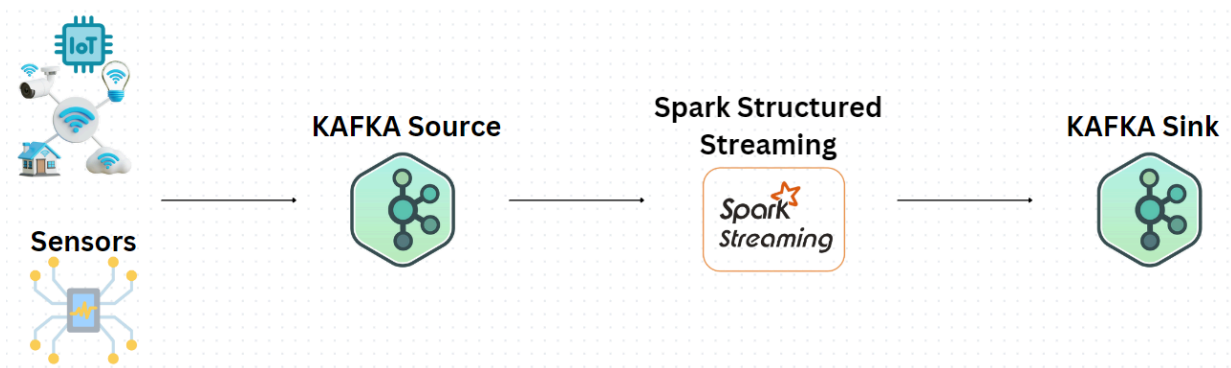 IoT
Sensors
KAFKA Source
Spark Structured
Streaming
Spark
Streaming
KAFKA Sink